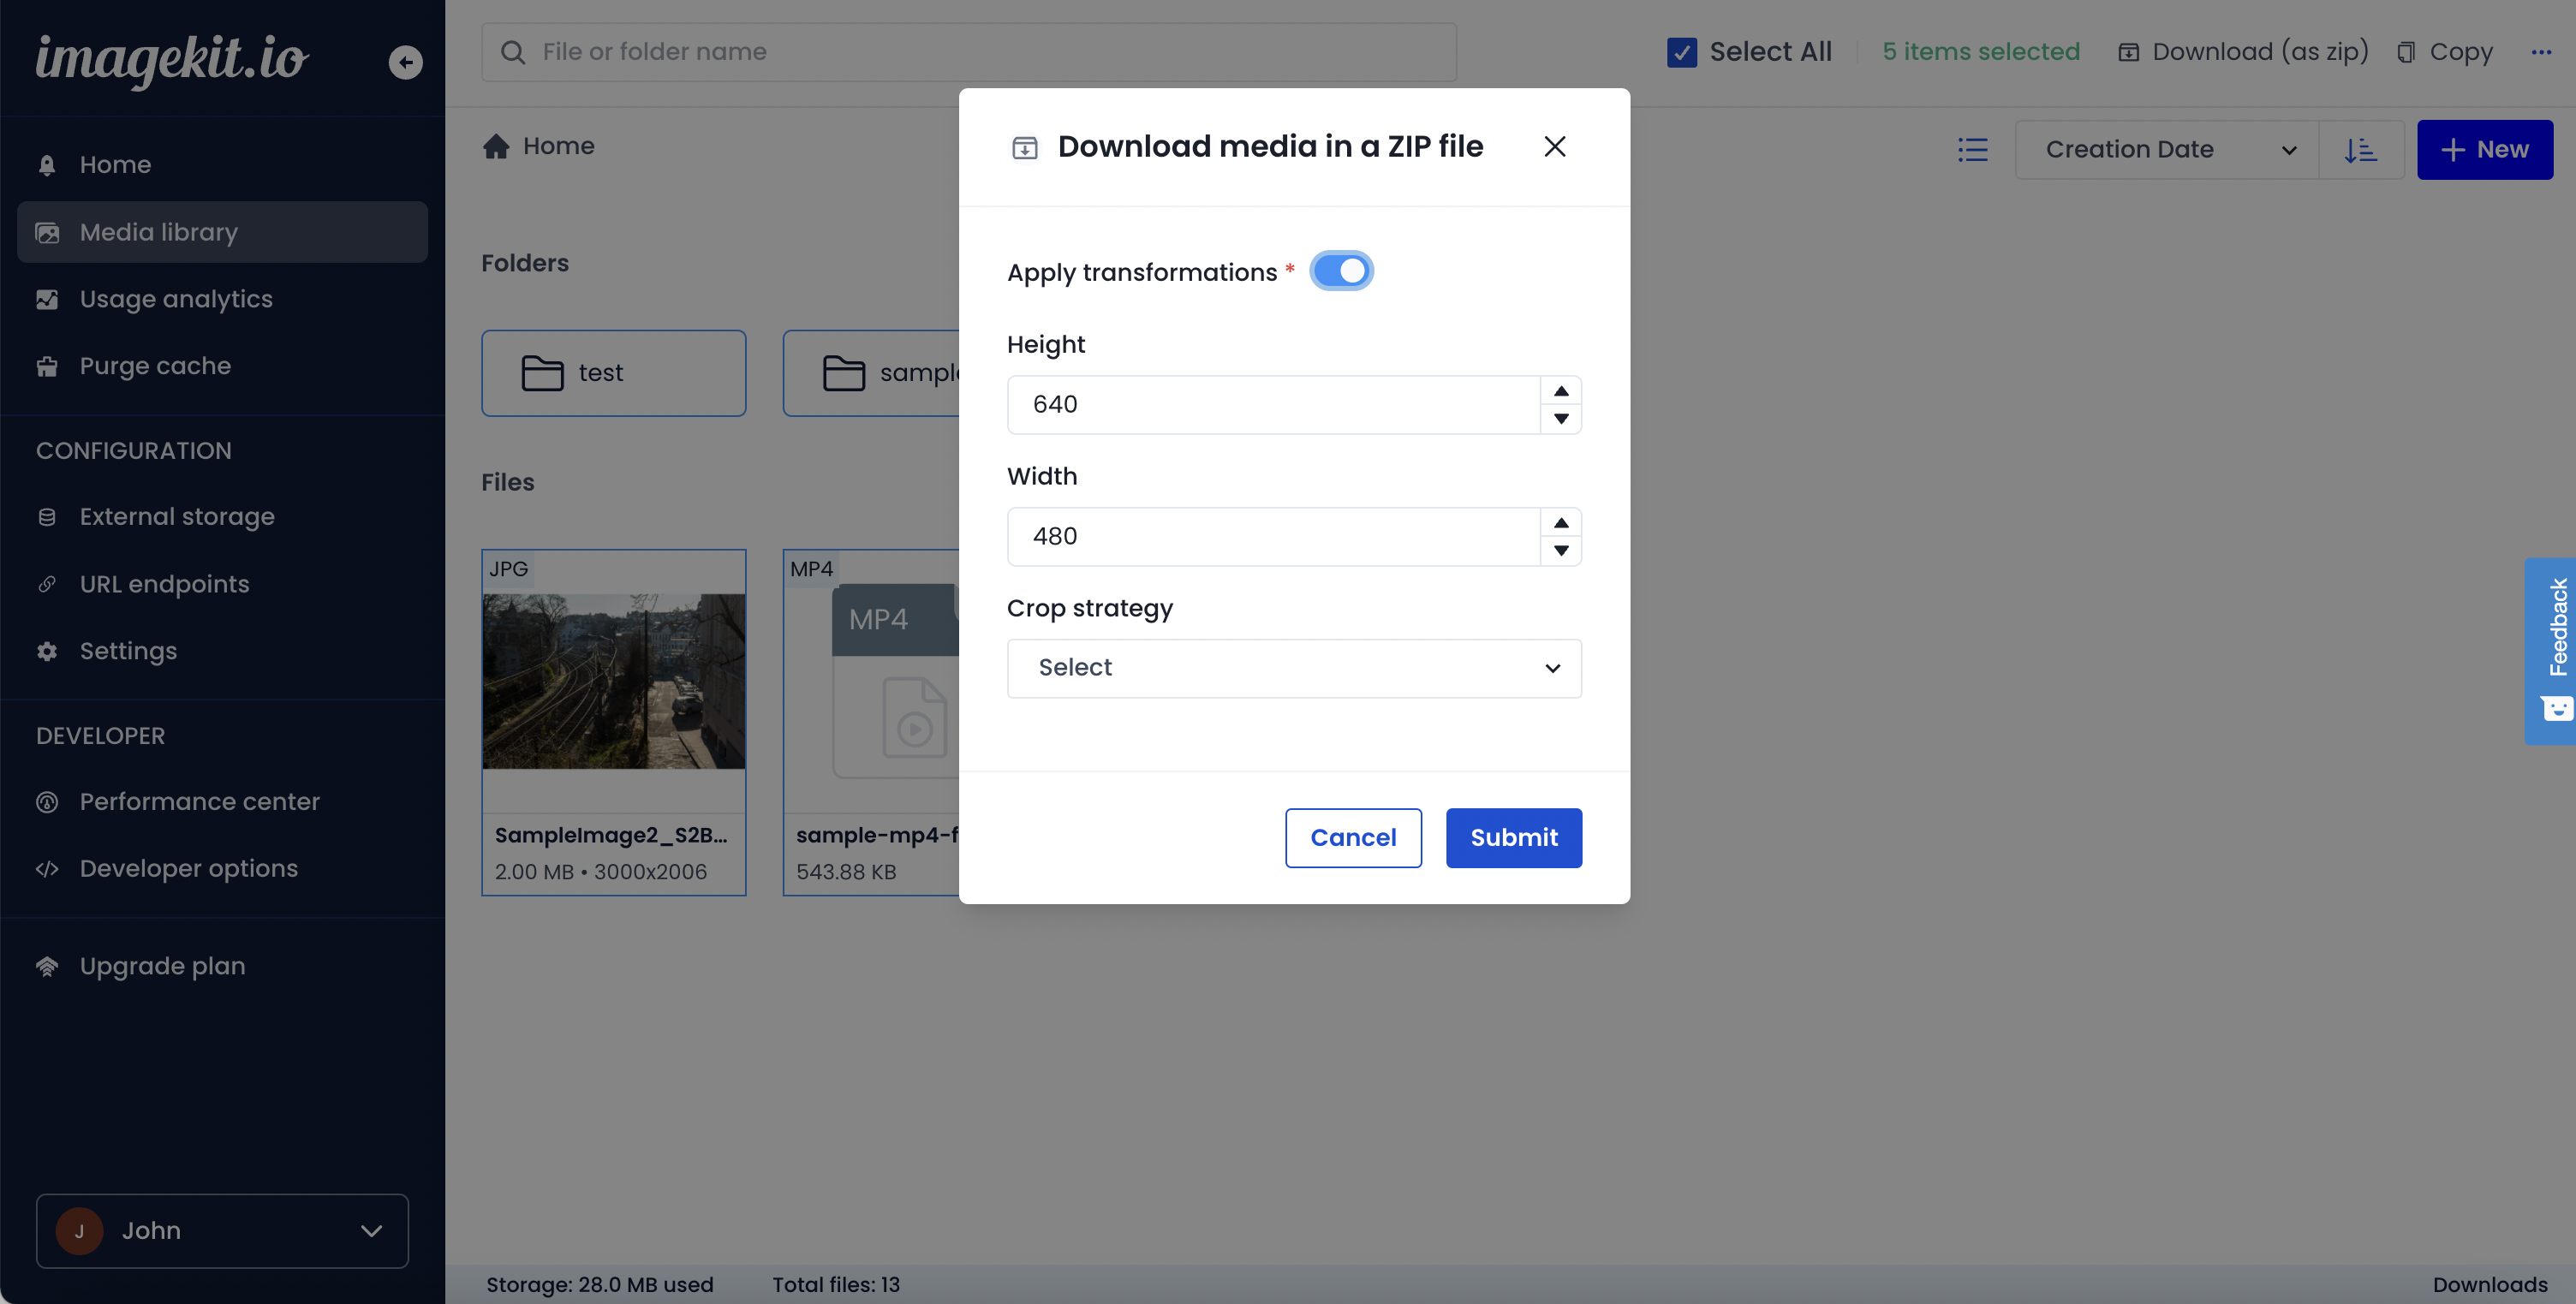 imagekit.io
Home
Media library
Usage analytics
Purge cache
CONFIGURATION
External storage
URL endpoints
Settings
DEVELOPER
Performance center
Developer options
Upgrade plan
J John
File or folder name
Select All
5 items selected
Download (as zip)
Copy
Home
Creation Date
New
Folders
test
sample
Files
JPG
SampleImage2_S2B...
2.00 MB • 3000x2006
MP4
MP4
sample-mp4-f
543.88 KB
Download media in a ZIP file
Apply transformations *
Height
640
Width
480
Crop strategy
Select
Cancel
Submit
Feedback
Storage: 28.0 MB used
Total files: 13
Downloads